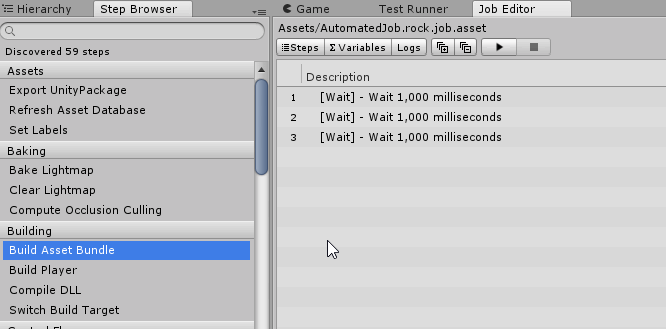 Hierarchy Step Browser
Game Test Runner Job Editor
Discovered 59 steps
Assets
Export UnityPackage
Refresh Asset Database
Set Labels
Baking
Bake Lightmap
Clear Lightmap
Compute Occlusion Culling
Building
Build Asset Bundle
Build Player
Compile DLL
Switch Build Target
Assets/AutomatedJob.rock.job.asset
Steps Σ Variables Logs
Description
1 [Wait] - Wait 1,000 milliseconds
2 [Wait] - Wait 1,000 milliseconds
3 [Wait] - Wait 1,000 milliseconds